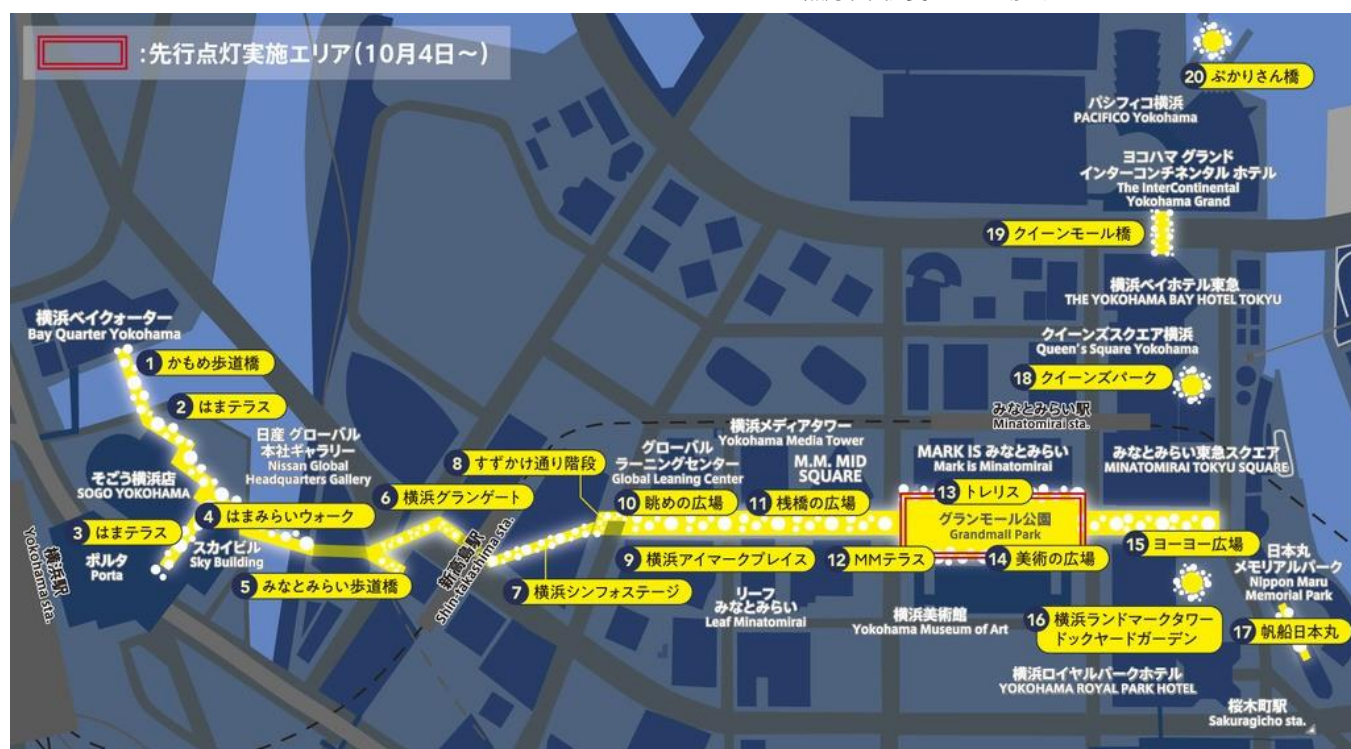 :先行点灯実施エリア(10月4日~)
20 ぷかりさん橋
パシフィコ横浜
PACIFICO Yokohama
ヨコハマ グランド
インターコンチネンタル ホテル
The InterContinental
Yokohama Grand
19 クイーンモール橋
横浜ベイホテル東急
THE YOKOHAMA BAY HOTEL TOKYU
横浜ベイクォーター
Bay Quarter Yokohama
クイーンズスクエア横浜
Queen's Square Yokohama
1 かもめ歩道橋
18 クイーンズパーク
2 はまテラス
みなとみらい駅
Minatomirai sta.
日産 グローバル
本社ギャラリー
Nissan Global
Headquarters Gallery
横浜メディアタワー
Yokohama Media Tower
グローバル
ラーニングセンター
Global Leaning Center
M.M. MID
SQUARE
MARK IS みなとみらい
Mark is Minatomirai
みなとみらい東急スクエア
MINATOMIRAI TOKYU SQUARE
8 すずかけ通り階段
そごう横浜店
SOGO YOKOHAMA
6 横浜グランゲート
10 眺めの広場
11 桟橋の広場
13 トレリス
4 はまみらいウォーク
グランモール公園
Grandmall Park
3 はまテラス
ポルタ
Porta
スカイビル
Sky Building
横浜駅
Yokohama sta.
新高島駅
Shin-takashima sta.
9 横浜アイマークプレイス
12 MMテラス
14 美術の広場
15 ヨーヨー広場
5 みなとみらい歩道橋
7 横浜シンフォステージ
リーフ
みなとみらい
Leaf Minatomirai
横浜美術館
Yokohama Museum of Art
日本丸
メモリアルパーク
Nippon Maru
Memorial Park
16 横浜ランドマークタワー
ドックヤードガーデン
17 帆船日本丸
横浜ロイヤルパークホテル
YOKOHAMA ROYAL PARK HOTEL
桜木町駅
Sakuragicho sta.